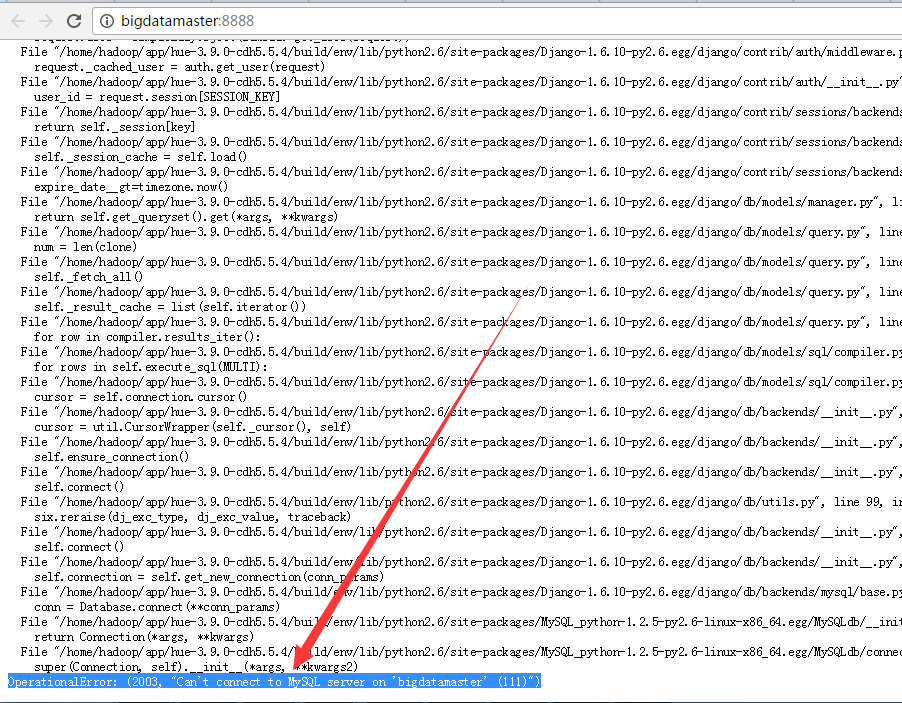 bigdatamaster:8888
File "/home/hadoop/app/hue-3.9.0-cdh5.5.4/build/env/lib/python2.6/site-packages/Django-1.6.10-py2.6.egg/django/contrib/auth/middleware.p
request._cached_user = auth.get_user(request)
File "/home/hadoop/app/hue-3.9.0-cdh5.5.4/build/env/lib/python2.6/site-packages/Django-1.6.10-py2.6.egg/django/contrib/auth/__init__.py"
user_id = request.session[SESSION_KEY]
File "/home/hadoop/app/hue-3.9.0-cdh5.5.4/build/env/lib/python2.6/site-packages/Django-1.6.10-py2.6.egg/django/contrib/sessions/backends
return self._session[key]
File "/home/hadoop/app/hue-3.9.0-cdh5.5.4/build/env/lib/python2.6/site-packages/Django-1.6.10-py2.6.egg/django/contrib/sessions/backends
self._session_cache = self.load()
File "/home/hadoop/app/hue-3.9.0-cdh5.5.4/build/env/lib/python2.6/site-packages/Django-1.6.10-py2.6.egg/django/contrib/sessions/backends
expire_date__gt=timezone.now()
File "/home/hadoop/app/hue-3.9.0-cdh5.5.4/build/env/lib/python2.6/site-packages/Django-1.6.10-py2.6.egg/django/db/models/manager.py", li
return self.get_queryset().get(*args, **kwargs)
File "/home/hadoop/app/hue-3.9.0-cdh5.5.4/build/env/lib/python2.6/site-packages/Django-1.6.10-py2.6.egg/django/db/models/query.py", line
num = len(clone)
File "/home/hadoop/app/hue-3.9.0-cdh5.5.4/build/env/lib/python2.6/site-packages/Django-1.6.10-py2.6.egg/django/db/models/query.py", line
self._fetch_all()
File "/home/hadoop/app/hue-3.9.0-cdh5.5.4/build/env/lib/python2.6/site-packages/Django-1.6.10-py2.6.egg/django/db/models/query.py", line
self._result_cache = list(self.iterator())
File "/home/hadoop/app/hue-3.9.0-cdh5.5.4/build/env/lib/python2.6/site-packages/Django-1.6.10-py2.6.egg/django/db/models/query.py", line
for row in compiler.results_iter():
File "/home/hadoop/app/hue-3.9.0-cdh5.5.4/build/env/lib/python2.6/site-packages/Django-1.6.10-py2.6.egg/django/db/models/sql/compiler.py
for rows in self.execute_sql(MULTI):
File "/home/hadoop/app/hue-3.9.0-cdh5.5.4/build/env/lib/python2.6/site-packages/Django-1.6.10-py2.6.egg/django/db/models/sql/compiler.py
cursor = self.connection.cursor()
File "/home/hadoop/app/hue-3.9.0-cdh5.5.4/build/env/lib/python2.6/site-packages/Django-1.6.10-py2.6.egg/django/db/backends/__init__.py",
cursor = util.CursorWrapper(self._cursor(), self)
File "/home/hadoop/app/hue-3.9.0-cdh5.5.4/build/env/lib/python2.6/site-packages/Django-1.6.10-py2.6.egg/django/db/backends/__init__.py",
self.ensure_connection()
File "/home/hadoop/app/hue-3.9.0-cdh5.5.4/build/env/lib/python2.6/site-packages/Django-1.6.10-py2.6.egg/django/db/backends/__init__.py",
self.connect()
File "/home/hadoop/app/hue-3.9.0-cdh5.5.4/build/env/lib/python2.6/site-packages/Django-1.6.10-py2.6.egg/django/db/utils.py", line 99, in
six.reraise(dj_exc_type, dj_exc_value, traceback)
File "/home/hadoop/app/hue-3.9.0-cdh5.5.4/build/env/lib/python2.6/site-packages/Django-1.6.10-py2.6.egg/django/db/backends/__init__.py",
self.connect()
File "/home/hadoop/app/hue-3.9.0-cdh5.5.4/build/env/lib/python2.6/site-packages/Django-1.6.10-py2.6.egg/django/db/backends/__init__.py",
self.connection = self.get_new_connection(conn_params)
File "/home/hadoop/app/hue-3.9.0-cdh5.5.4/build/env/lib/python2.6/site-packages/Django-1.6.10-py2.6.egg/django/db/backends/mysql/base.py
conn = Database.connect(**conn_params)
File "/home/hadoop/app/hue-3.9.0-cdh5.5.4/build/env/lib/python2.6/site-packages/MySQL_python-1.2.5-py2.6-linux-x86_64.egg/MySQLdb/__init
return Connection(*args, **kwargs)
File "/home/hadoop/app/hue-3.9.0-cdh5.5.4/build/env/lib/python2.6/site-packages/MySQL_python-1.2.5-py2.6-linux-x86_64.egg/MySQLdb/connec
super(Connection, self).__init__(*args, **kwargs2)
OperationalError: (2003, "Can't connect to MySQL server on 'bigdatamaster' (111)")